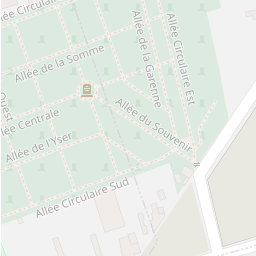 Allée Circulaire
Allée de la Somme
Allée de la Garenne
Allée Circulaire Est
Ouest
Allée Centrale
Allée du Souvenir
Allée de l'Yser
Allée Circulaire Sud